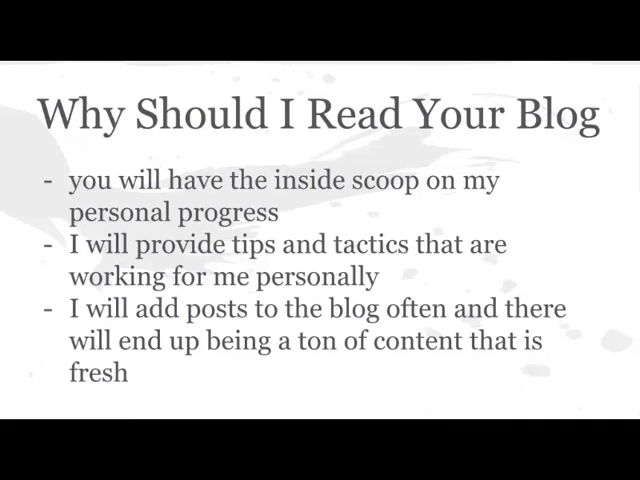 Why Should I Read Your Blog
- you will have the inside scoop on my
personal progress
- I will provide tips and tactics that are
working for me personally
- I will add posts to the blog often and there
will end up being a ton of content that is
fresh